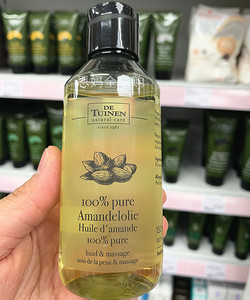 DE
TUINEN
natural care
since 1981
100% pure
Amandelolie
Huile d'amande
100% pure
huid & massage
soin de la peau & massage